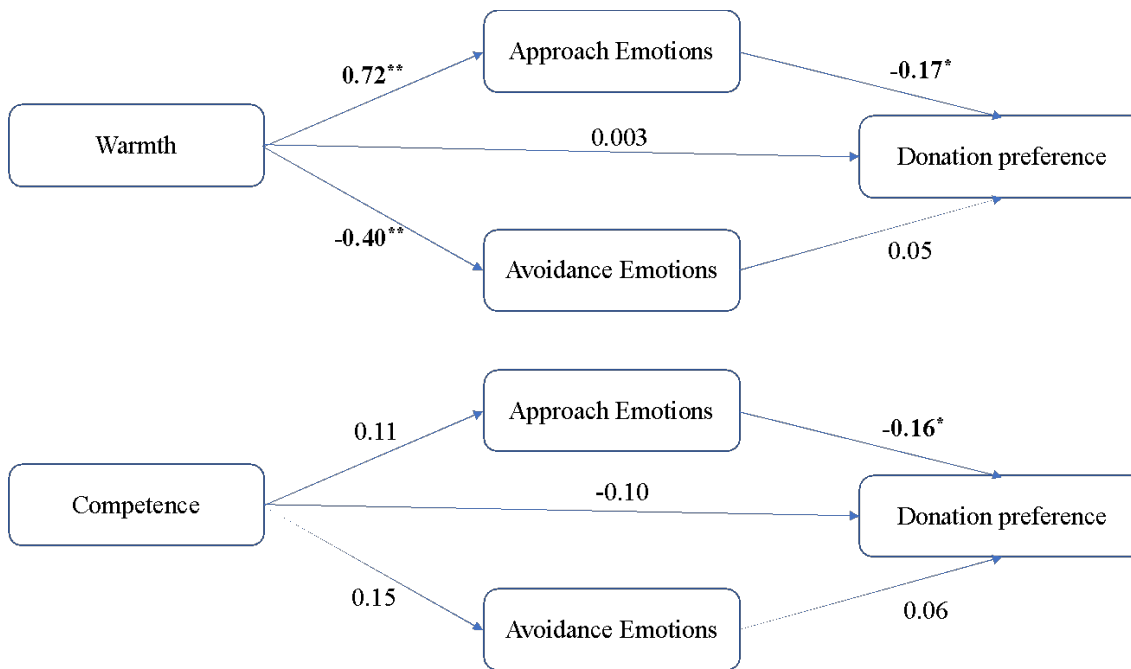 Approach Emotions
0.72**
-0.17*
Warmth
0.003
Donation preference
-0.40**
Avoidance Emotions
0.05
Approach Emotions
0.11
-0.16*
Competence
-0.10
Donation preference
0.15
Avoidance Emotions
0.06